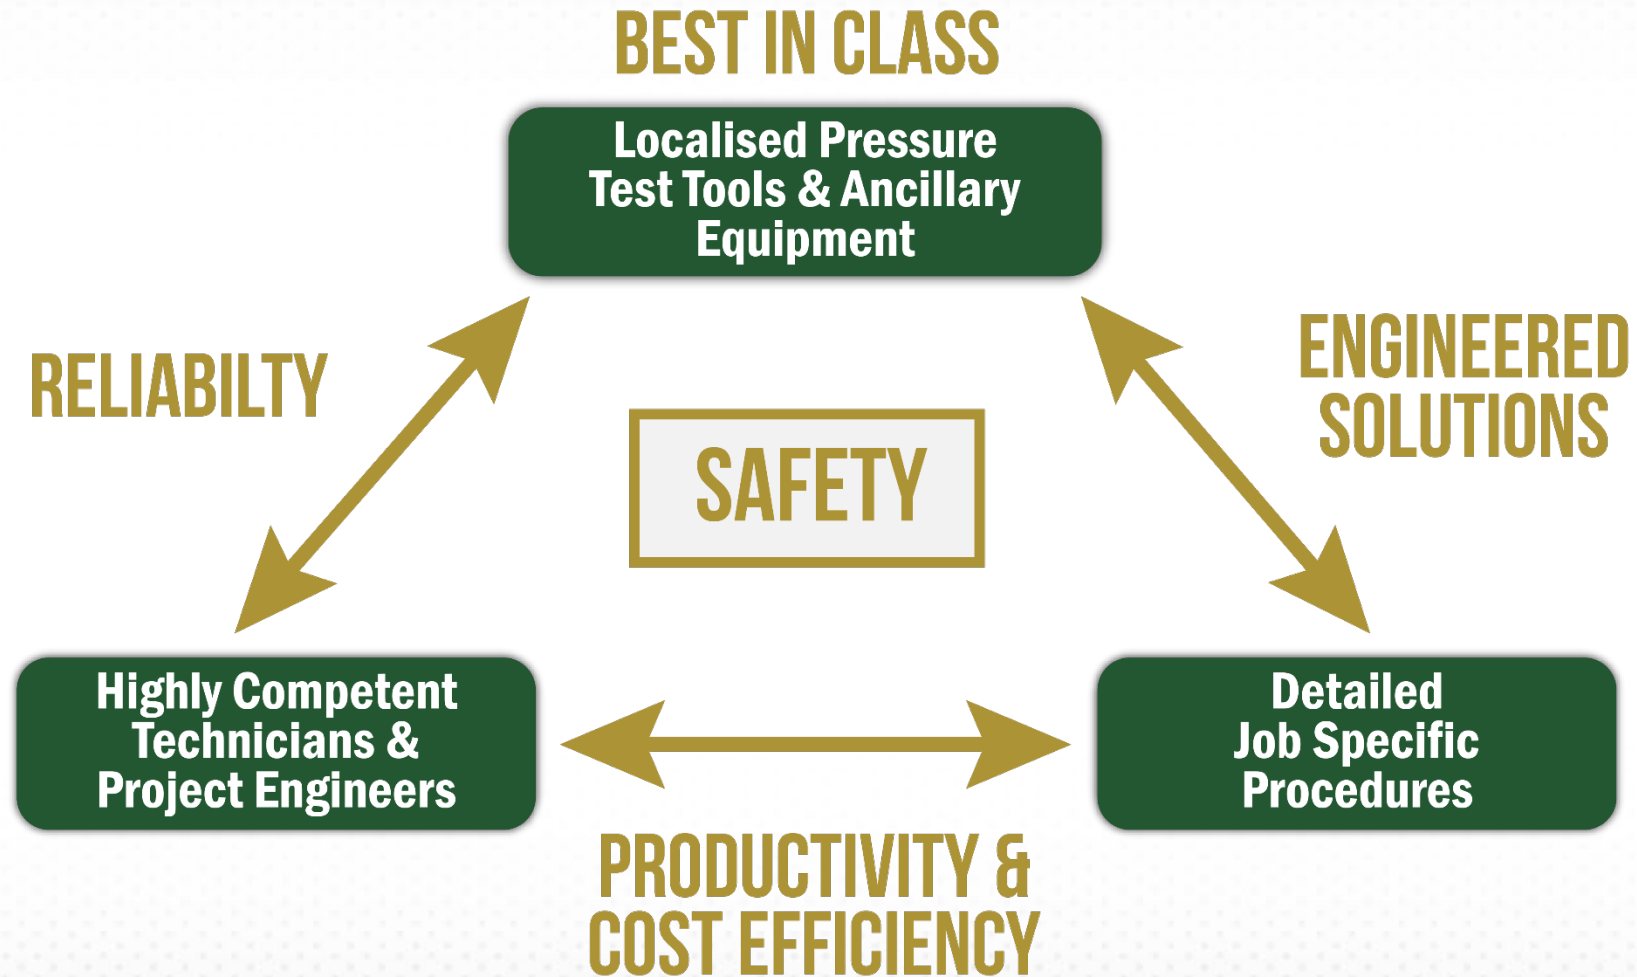 BEST IN CLASS
Localised Pressure
Test Tools & Ancillary
Equipment
RELIABILTY
ENGINEERED
SOLUTIONS
SAFETY
Highly Competent
Technicians &
Project Engineers
Detailed
Job Specific
Procedures
PRODUCTIVITY &
COST EFFICIENCY